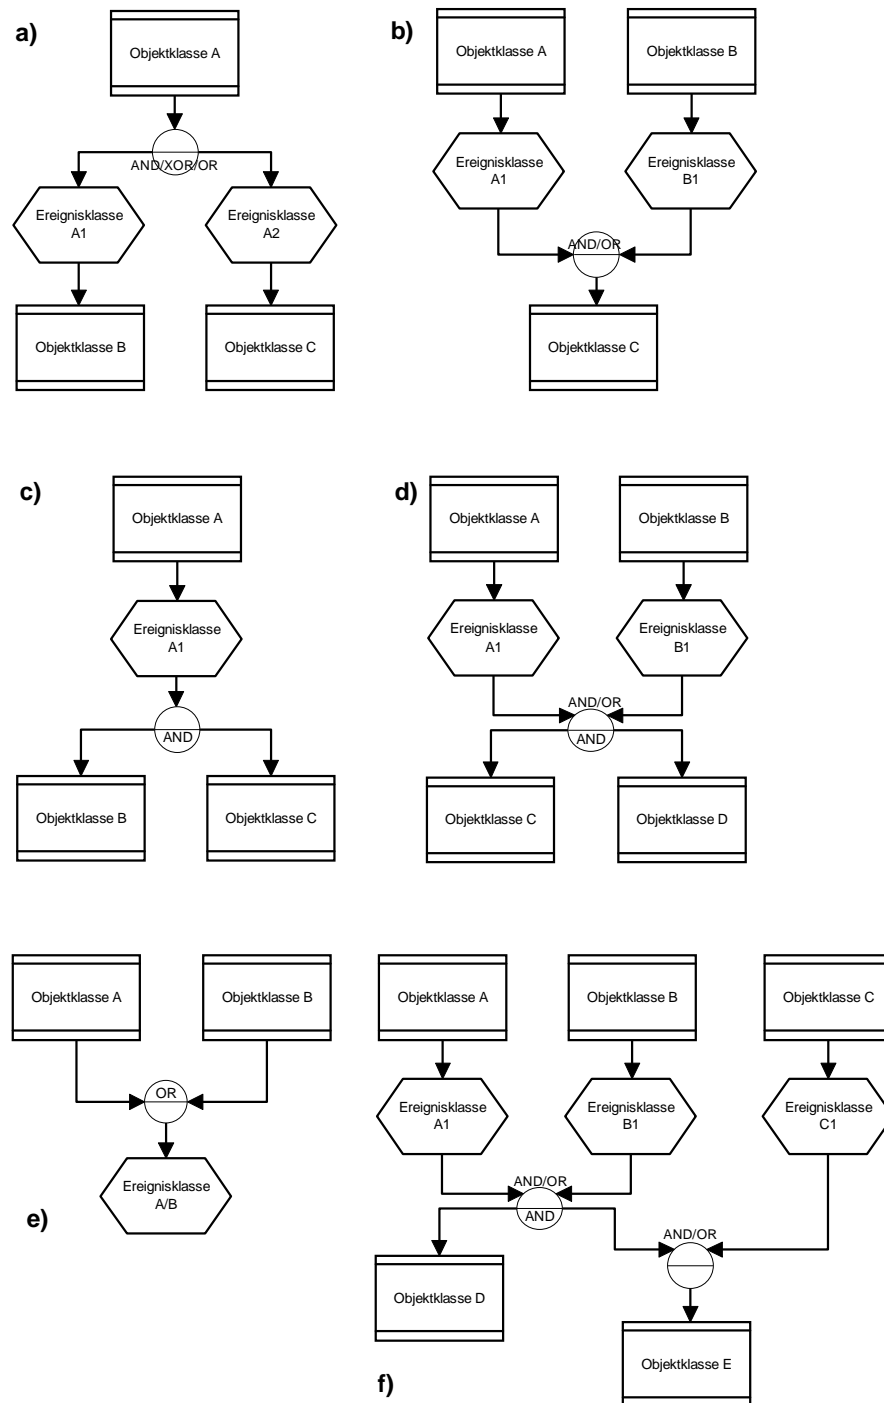 a)
Objektklasse A
AND/XOR/OR
Ereignisklasse
A1
Ereignisklasse
A2
Objektklasse B
Objektklasse C
b)
Objektklasse A
Objektklasse B
Ereignisklasse
A1
Ereignisklasse
B1
AND/OR
Objektklasse C
c)
Objektklasse A
Ereignisklasse
A1
AND
Objektklasse B
Objektklasse C
d)
Objektklasse A
Objektklasse B
Ereignisklasse
A1
Ereignisklasse
B1
AND/OR
AND
Objektklasse C
Objektklasse D
Objektklasse A
Objektklasse B
OR
Ereignisklasse
A/B
e)
Objektklasse A
Objektklasse B
Objektklasse C
Ereignisklasse
A1
Ereignisklasse
B1
Ereignisklasse
C1
AND/OR
AND
AND/OR
Objektklasse D
Objektklasse E
f)